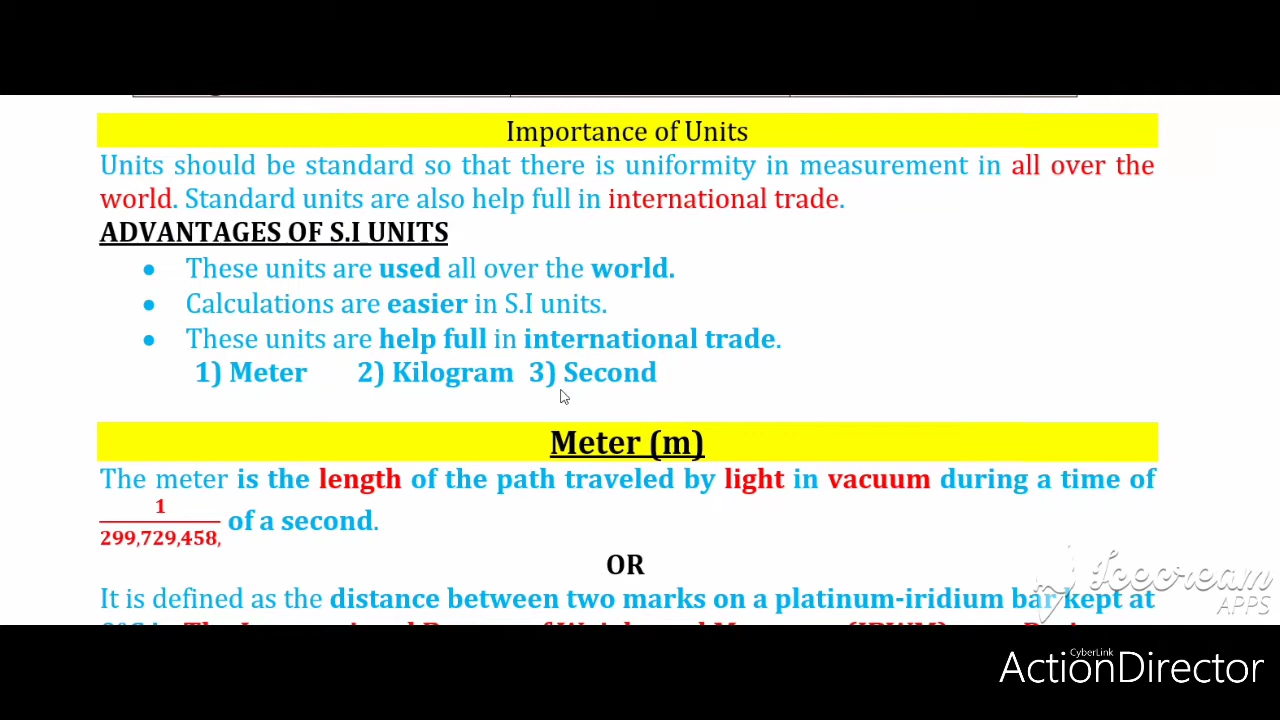 Importance of Units
Units should be standard so that there is uniformity in measurement in all over the
world. Standard units are also help full in international trade.
ADVANTAGES OF S.I UNITS
• These units are used all over the world.
• Calculations are easier in S.I units.
• These units are help full in international trade.
1) Meter 2) Kilogram 3) Second
Meter (m)
The meter is the length of the path traveled by light in vacuum during a time of
1
299,729,458, of a second.
OR
It is defined as the distance between two marks on a platinum-iridium bar kept at
Icecream
APPS
CyberLink
ActionDirector